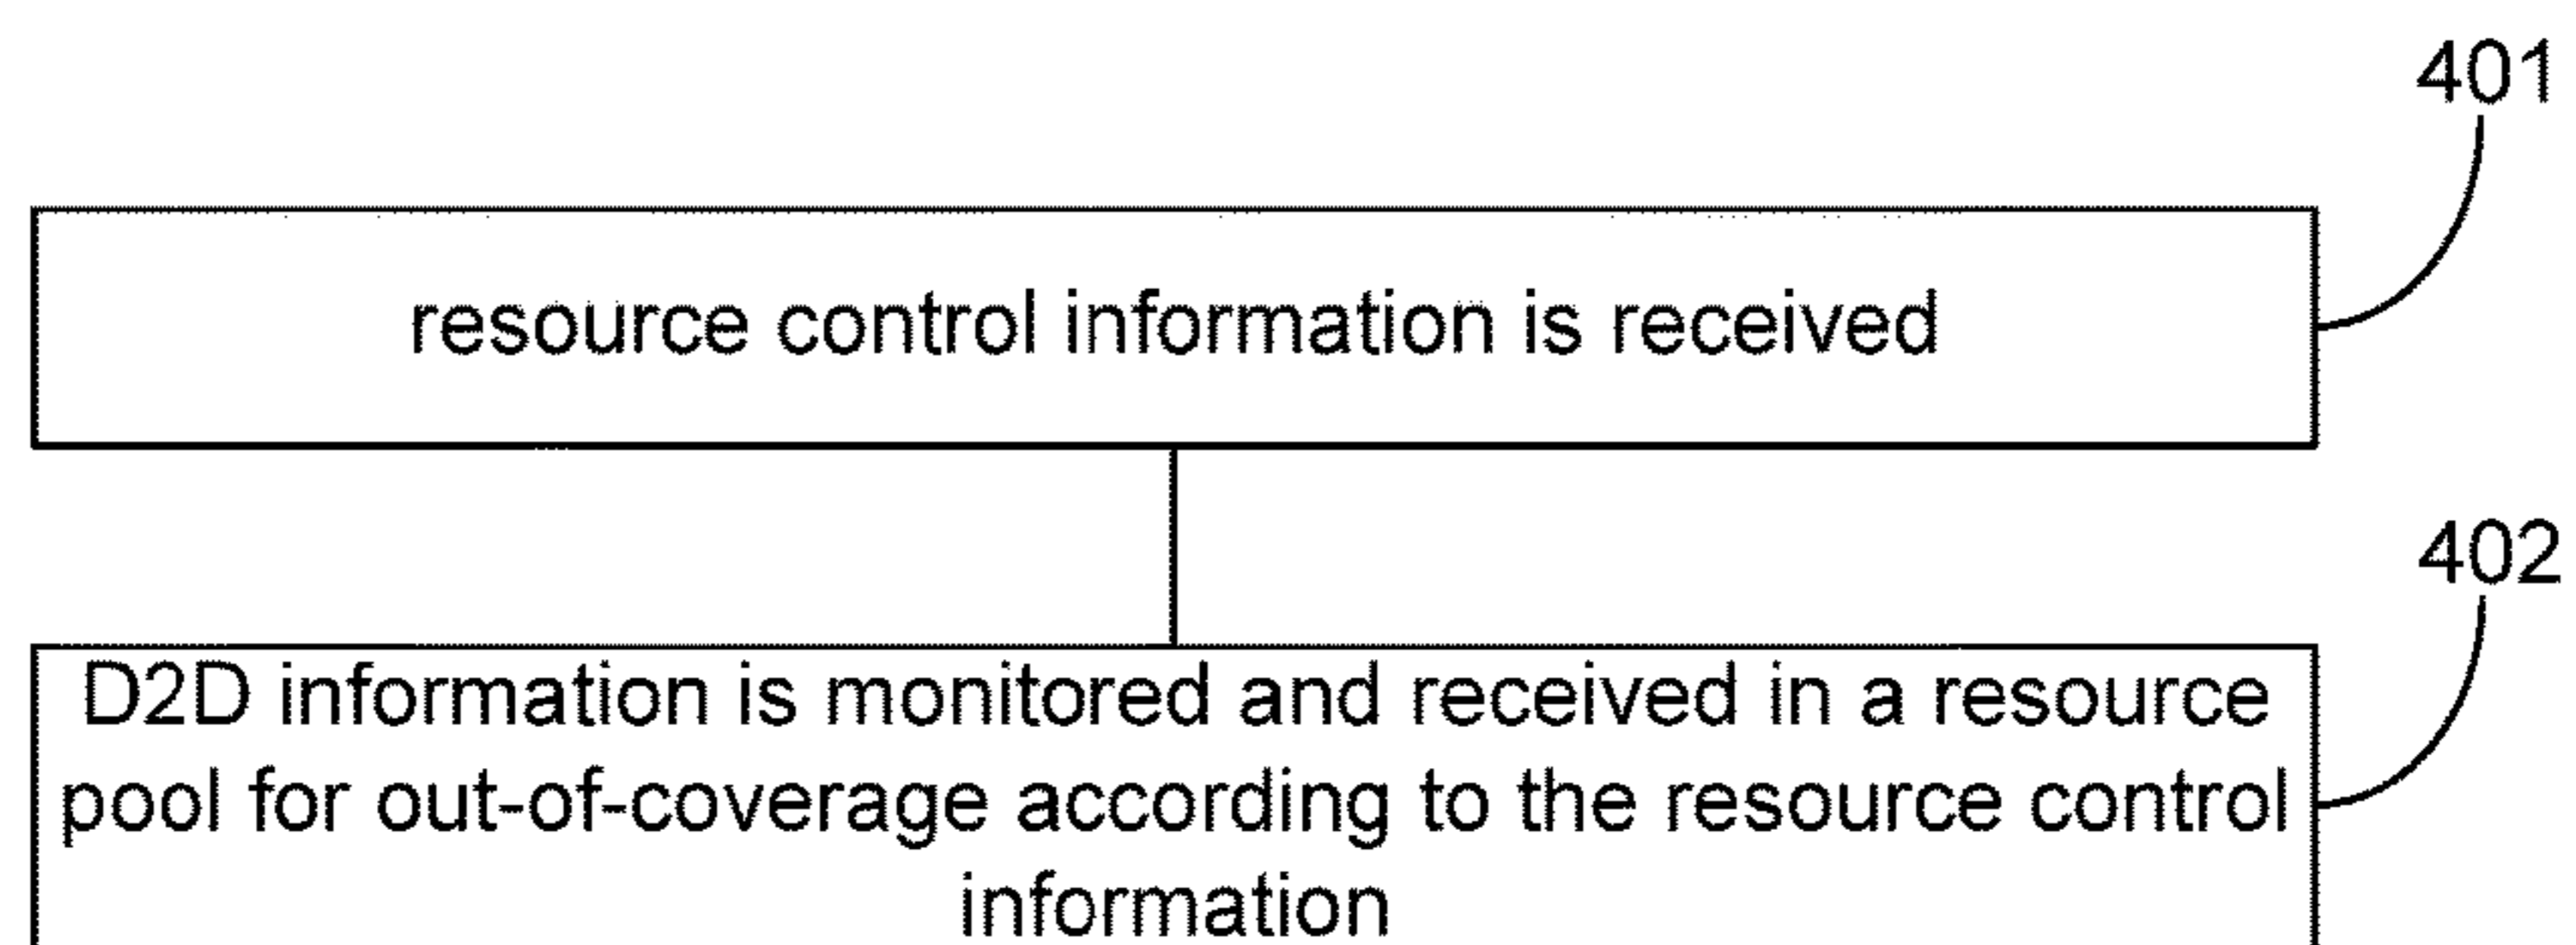 401
resource control information is received
402
D2D information is monitored and received in a resource
pool for out-of-coverage according to the resource control
information